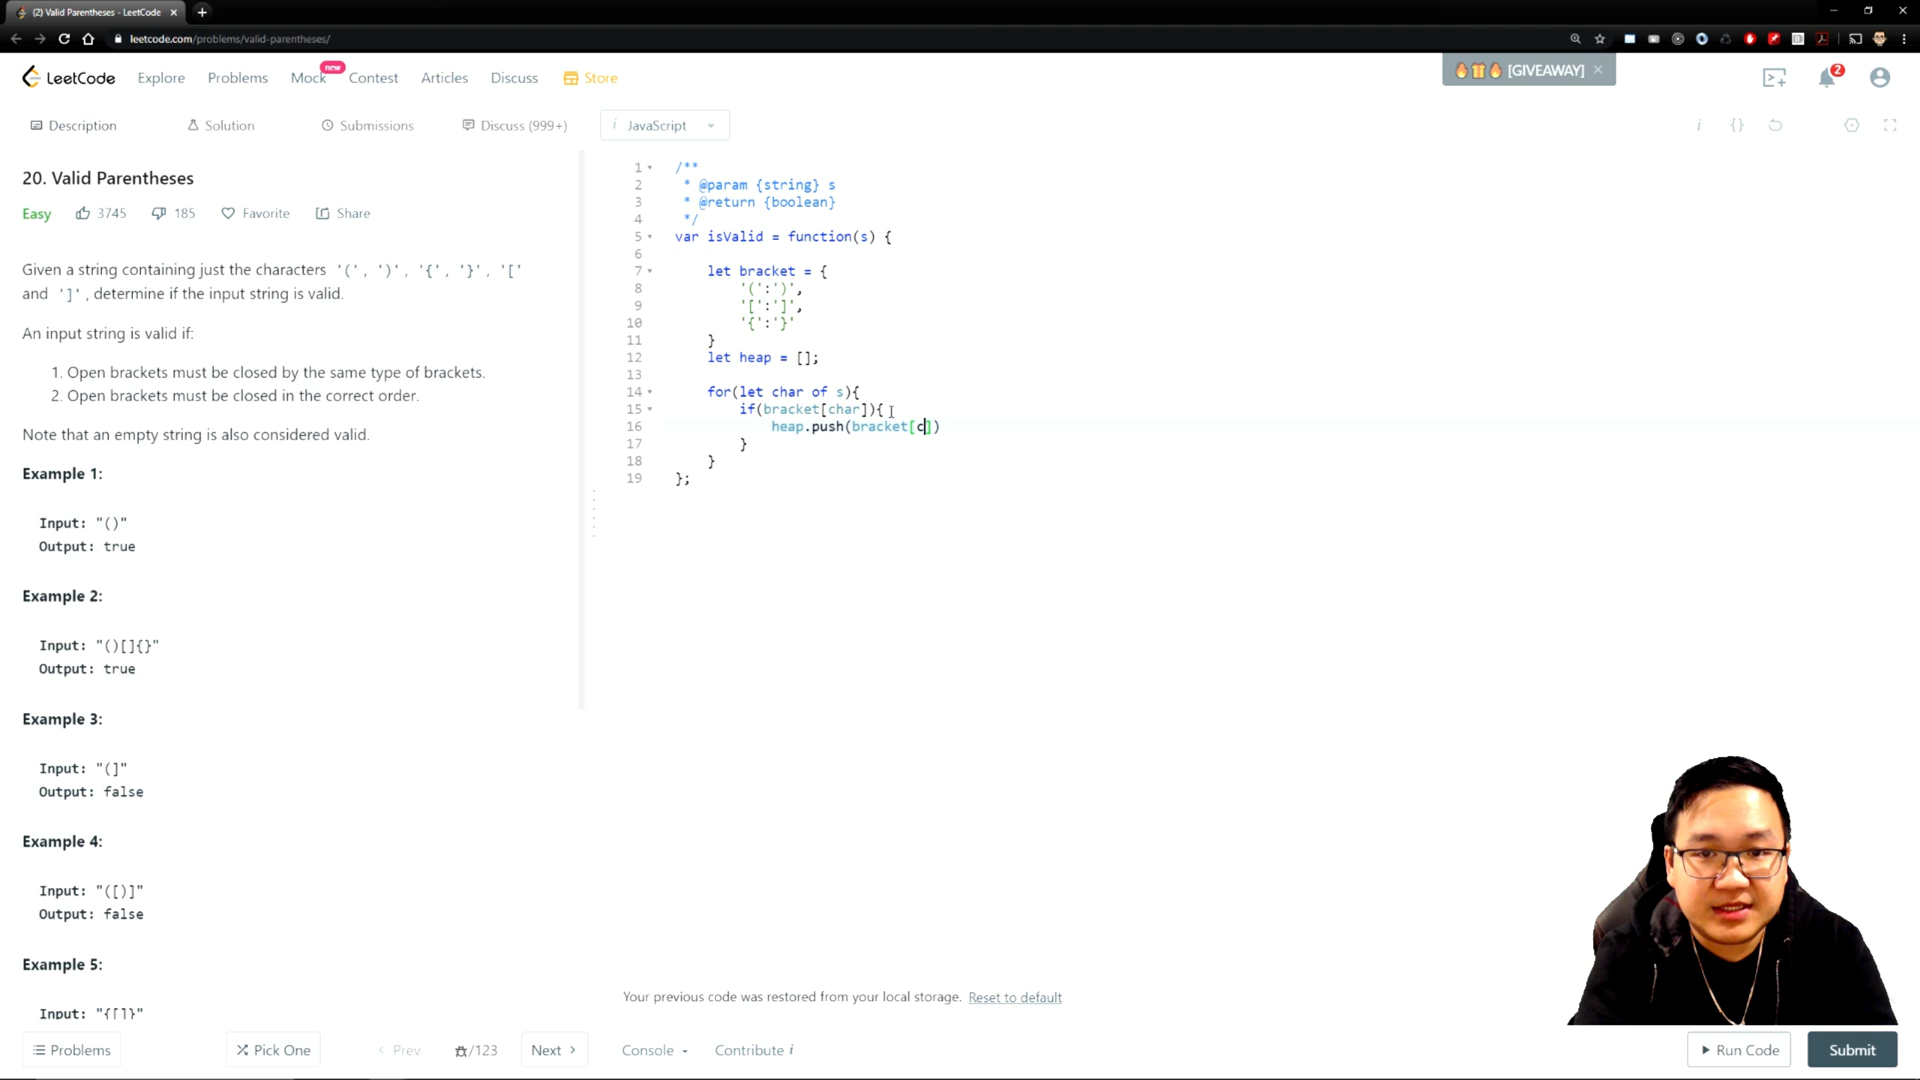 (2) Valid Parentheses - LeetCode
leetcode.com/problems/valid-parentheses/
LeetCode
Explore
Problems
Mock
new
Contest
Articles
Discuss
Store
[GIVEAWAY]
2
Description
Solution
Submissions
Discuss (999+)
i JavaScript
i {}
20. Valid Parentheses
Easy 3745 185 Favorite Share
Given a string containing just the characters '(', ')', '{', '}', '['
and ']', determine if the input string is valid.
An input string is valid if:
1. Open brackets must be closed by the same type of brackets.
2. Open brackets must be closed in the correct order.
Note that an empty string is also considered valid.
Example 1:
Input: "()"
Output: true
Example 2:
Input: "()[]{}"
Output: true
Example 3:
Input: "(]"
Output: false
Example 4:
Input: "([)]"
Output: false
Example 5:
Input: "{[]}"
1 /**
2 * @param {string} s
3 * @return {boolean}
4 */
5 var isValid = function(s) {
6
7 let bracket = {
8 '(':')',
9 '[':']',
10 '{':'}'
11 }
12 let heap = [];
13
14 for(let char of s){
15 if(bracket[char]){
16 heap.push(bracket[c])
17 }
18 }
19 };
Your previous code was restored from your local storage. Reset to default
Problems
Pick One
Prev
/123
Next
Console
Contribute i
Run Code
Submit